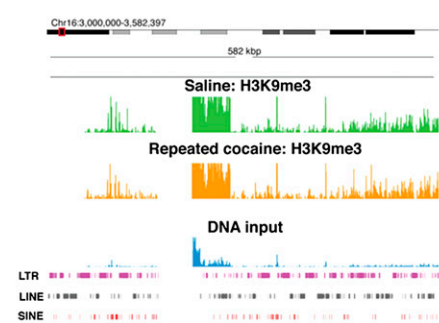 Chr16:3,000,000-3,582,397
582 kbp
Saline: H3K9me3
Repeated cocaine: H3K9me3
DNA input
LTR
LINE
SINE